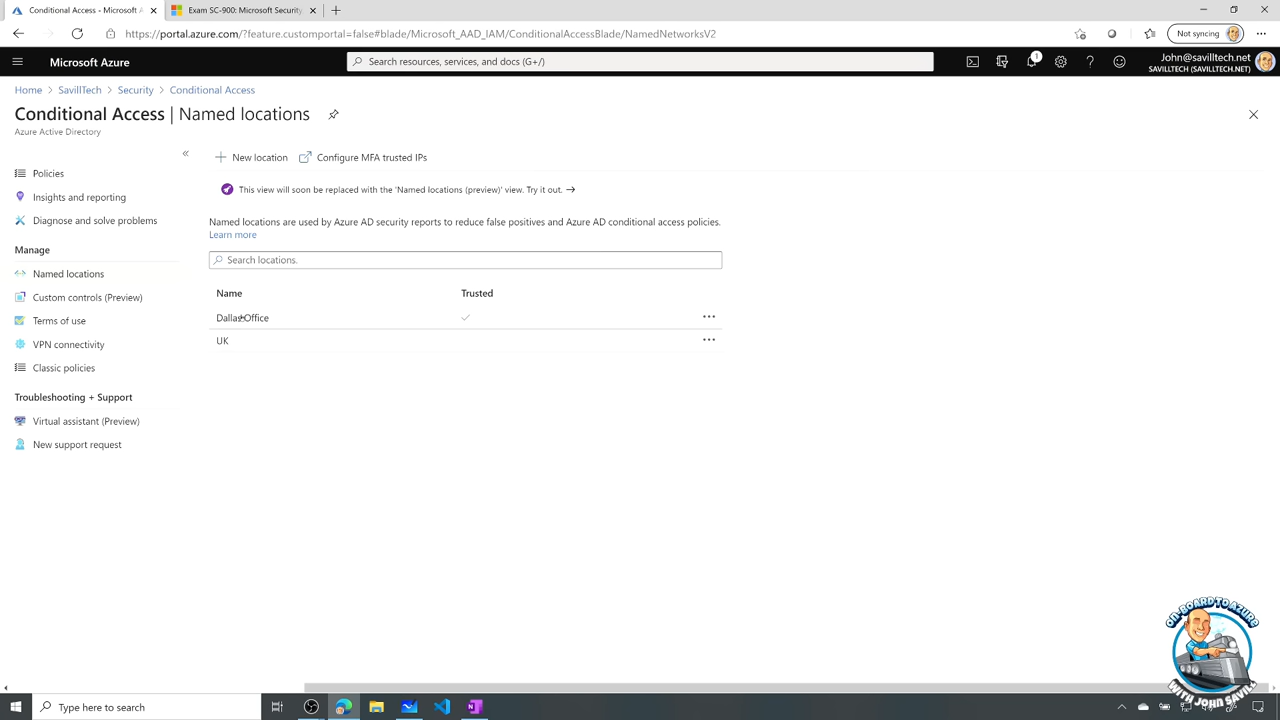 Conditional Access - Microsoft A
Exam SC-900: Microsoft Security
https://portal.azure.com/?feature.customportal=false#blade/Microsoft_AAD_IAM/ConditionalAccessBlade/NamedNetworksV2
Not syncing
Microsoft Azure
Search resources, services, and docs (G+/)
1
John@savilltech.net
SAVILLTECH (SAVILLTECH.NET)
Home > SavillTech > Security > Conditional Access
Conditional Access | Named locations
Azure Active Directory
Policies
Insights and reporting
Diagnose and solve problems
Manage
Named locations
Custom controls (Preview)
Terms of use
VPN connectivity
Classic policies
Troubleshooting + Support
Virtual assistant (Preview)
New support request
New location
Configure MFA trusted IPs
This view will soon be replaced with the 'Named locations (preview)' view. Try it out. →
Named locations are used by Azure AD security reports to reduce false positives and Azure AD conditional access policies.
Learn more
Search locations.
Name Trusted
Dallas Office
UK
ON-BOARD TO AZURE
WITH JOHN SAVILL
Type here to search